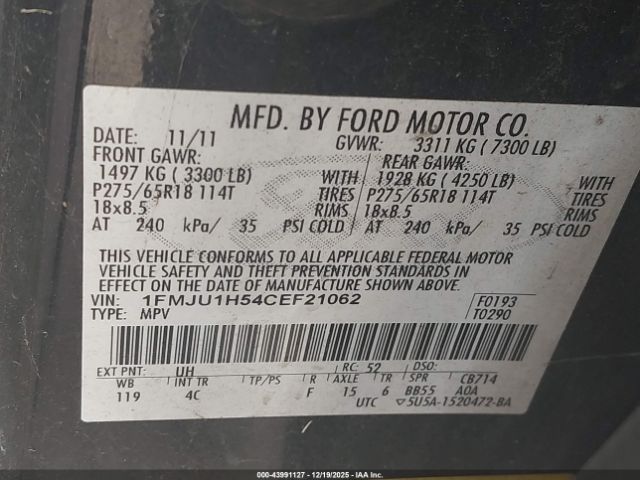 MFD. BY FORD MOTOR CO.
DATE: 11/11 GVWR: 3311 KG ( 7300 LB)
FRONT GAWR: REAR GAWR:
1497 KG ( 3300 LB) WITH 1928 KG ( 4250 LB) WITH
P275/65R18 114T TIRES P275/65R18 114T TIRES
18x8.5 RIMS 18x8.5 RIMS
AT 240 kPa/ 35 PSI COLD AT 240 kPa/ 35 PSI COLD
THIS VEHICLE CONFORMS TO ALL APPLICABLE FEDERAL MOTOR
VEHICLE SAFETY AND THEFT PREVENTION STANDARDS IN
EFFECT ON THE DATE OF MANUFACTURE SHOWN ABOVE.
VIN: 1FMJU1H54CEF21062 F0193
TYPE: MPV T0290
EXT PNT: UH RC: 52 DSO:
WB INT TR TP/PS R AXLE TR SPR CB714
119 4C F 15 6 BB55 A0A
UTC ▽5U5A-1520472-BA
000-43991127 - 12/19/2025 - IAAI.com